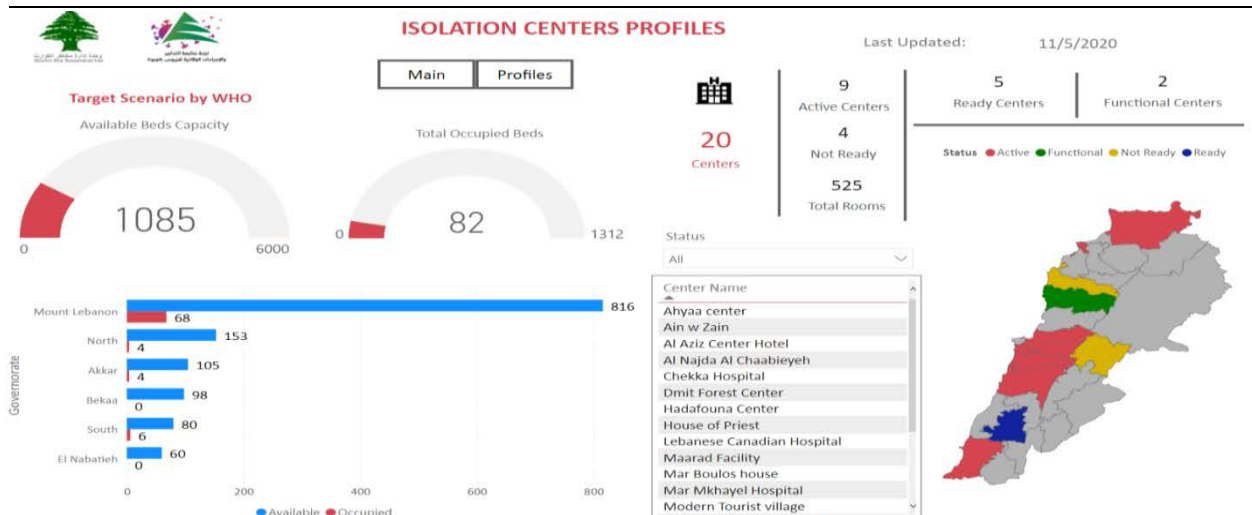 ISOLATION CENTERS PROFILES
Last Updated: 11/5/2020
Main
Profiles
Target Scenario by WHO
Available Beds Capacity
1085
0
6000
Total Occupied Beds
82
0
1312
20
Centers
9
Active Centers
4
Not Ready
525
Total Rooms
5
Ready Centers
2
Functional Centers
Status Active Functional Not Ready Ready
Status
All
Center Name
Ahyaa center
Ain w Zain
Al Aziz Center Hotel
Al Najda Al Chaabieyeh
Chekka Hospital
Dmit Forest Center
Hadafouna Center
House of Priest
Lebanese Canadian Hospital
Maarad Facility
Mar Boulos house
Mar Mkhayel Hospital
Modern Tourist village
Governorate
Mount Lebanon 816
68
North 153
4
Akkar 105
4
Bekaa 98
0
South 80
6
El Nabatieh 60
0
0 200 400 600 800
Available Occupied